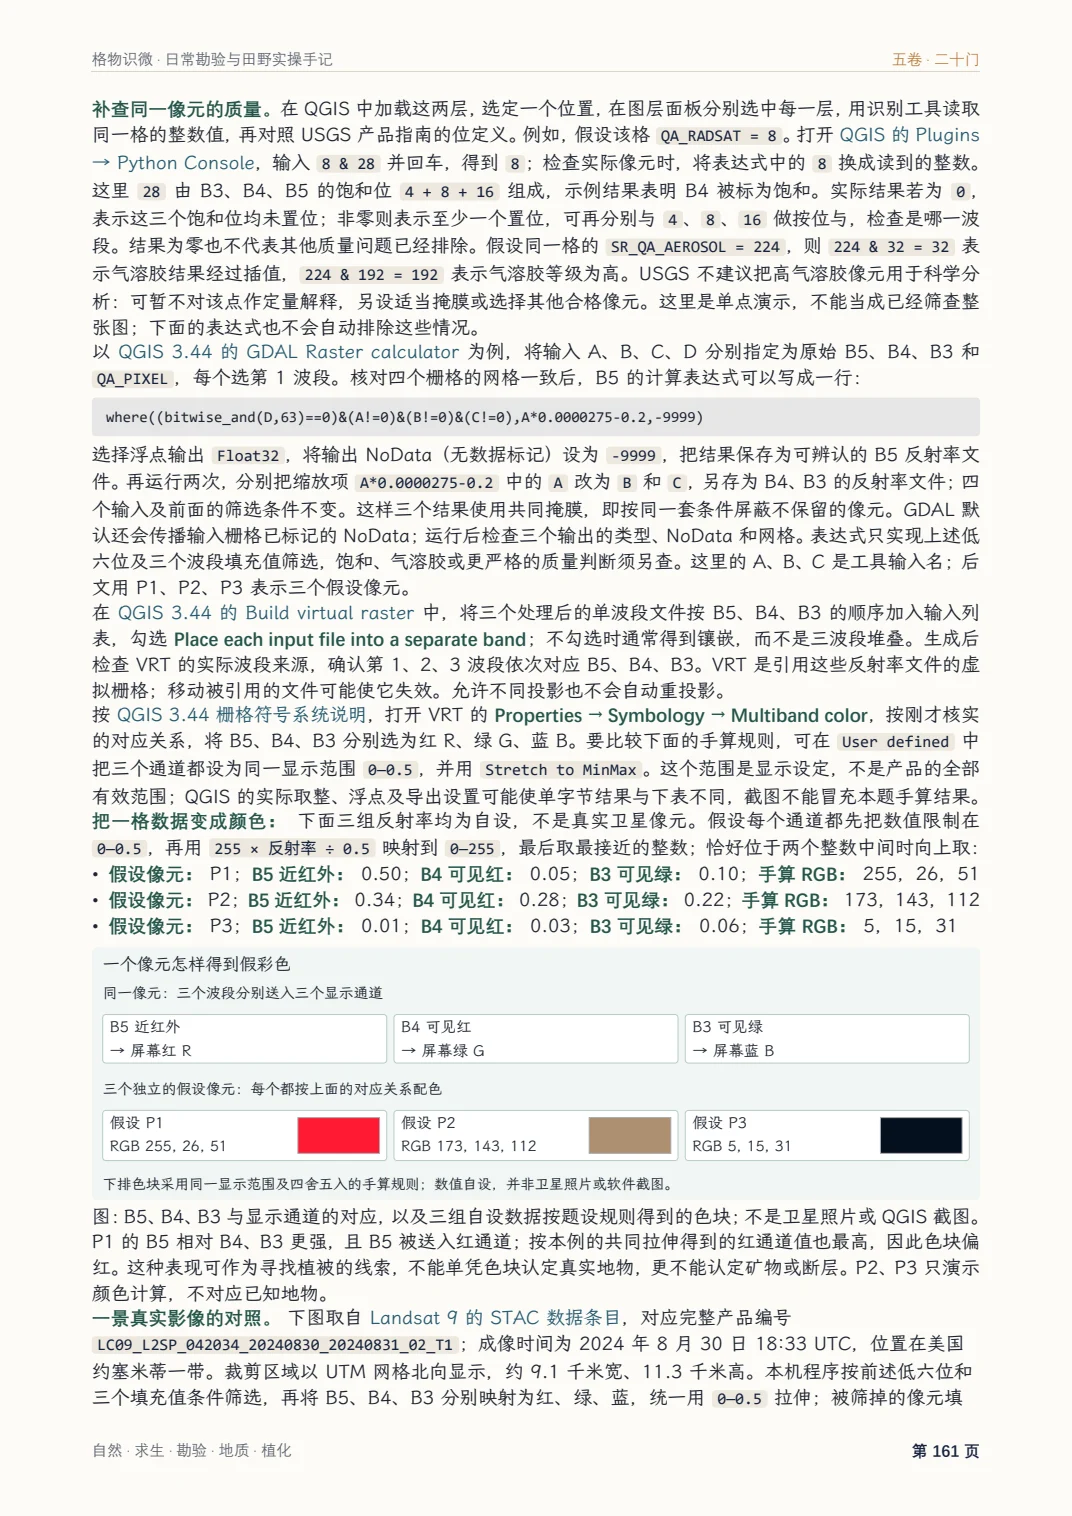 格物识微 · 日常勘验与田野实操手记
五卷 · 二十门
补查同一像元的质量。在 QGIS 中加载这两层，选定一个位置，在图层面板分别选中每一层，用识别工具读取
同一格的整数值，再对照 USGS 产品指南的位定义。例如，假设该格 QA_RADSAT = 8。打开 QGIS 的 Plugins
→ Python Console，输入 8 & 28 并回车，得到 8；检查实际像元时，将表达式中的 8 换成读到的整数。
这里 28 由 B3、B4、B5 的饱和位 4 + 8 + 16 组成，示例结果表明 B4 被标为饱和。实际结果若为 0，
表示这三个饱和位均未置位；非零则表示至少一个置位，可再分别与 4、8、16 做按位与，检查是哪一波
段。结果为零也不代表其他质量问题已经排除。假设同一格的 SR_QA_AEROSOL = 224，则 224 & 32 = 32 表
示气溶胶结果经过插值，224 & 192 = 192 表示气溶胶等级为高。USGS 不建议把高气溶胶像元用于科学分
析：可暂不对该点作定量解释，另设适当掩膜或选择其他合格像元。这里是单点演示，不能当成已经筛查整
张图；下面的表达式也不会自动排除这些情况。
以 QGIS 3.44 的 GDAL Raster calculator 为例，将输入 A、B、C、D 分别指定为原始 B5、B4、B3 和
QA_PIXEL，每个选第 1 波段。核对四个栅格的网格一致后，B5 的计算表达式可以写成一行：
where((bitwise_and(D,63)==0)&(A!=0)&(B!=0)&(C!=0),A*0.0000275-0.2,-9999)
选择浮点输出 Float32，将输出 NoData（无数据标记）设为 -9999，把结果保存为可辨认的 B5 反射率文
件。再运行两次，分别把缩放项 A*0.0000275-0.2 中的 A 改为 B 和 C，另存为 B4、B3 的反射率文件；四
个输入及前面的筛选条件不变。这样三个结果使用共同掩膜，即按同一套条件屏蔽不保留的像元。GDAL 默
认还会传播输入栅格已标记的 NoData；运行后检查三个输出的类型、NoData 和网格。表达式只实现上述低
六位及三个波段填充值筛选，饱和、气溶胶或更严格的质量判断须另查。这里的 A、B、C 是工具输入名；后
文用 P1、P2、P3 表示三个假设像元。
在 QGIS 3.44 的 Build virtual raster 中，将三个处理后的单波段文件按 B5、B4、B3 的顺序加入输入列
表，勾选 Place each input file into a separate band；不勾选时通常得到镶嵌，而不是三波段堆叠。生成后
检查 VRT 的实际波段来源，确认第 1、2、3 波段依次对应 B5、B4、B3。VRT 是引用这些反射率文件的虚
拟栅格；移动被引用的文件可能使它失效。允许不同投影也不会自动重投影。
按 QGIS 3.44 栅格符号系统说明，打开 VRT 的 Properties → Symbology → Multiband color，按刚才核实
的对应关系，将 B5、B4、B3 分别选为红 R、绿 G、蓝 B。要比较下面的手算规则，可在 User defined 中
把三个通道都设为同一显示范围 0—0.5，并用 Stretch to MinMax。这个范围是显示设定，不是产品的全部
有效范围；QGIS 的实际取整、浮点及导出设置可能使单字节结果与下表不同，截图不能冒充本题手算结果。
把一格数据变成颜色： 下面三组反射率均为自设，不是真实卫星像元。假设每个通道都先把数值限制在
0—0.5，再用 255 × 反射率 ÷ 0.5 映射到 0—255，最后取最接近的整数；恰好位于两个整数中间时向上取：
• 假设像元： P1；B5 近红外： 0.50；B4 可见红： 0.05；B3 可见绿： 0.10；手算 RGB： 255，26，51
• 假设像元： P2；B5 近红外： 0.34；B4 可见红： 0.28；B3 可见绿： 0.22；手算 RGB： 173，143，112
• 假设像元： P3；B5 近红外： 0.01；B4 可见红： 0.03；B3 可见绿： 0.06；手算 RGB： 5，15，31
一个像元怎样得到假彩色
同一像元：三个波段分别送入三个显示通道
B5 近红外
→ 屏幕红 R
B4 可见红
→ 屏幕绿 G
B3 可见绿
→ 屏幕蓝 B
三个独立的假设像元：每个都按上面的对应关系配色
假设 P1
RGB 255，26，51
假设 P2
RGB 173，143，112
假设 P3
RGB 5，15，31
下排色块采用同一显示范围及四舍五入的手算规则；数值自设，并非卫星照片或软件截图。
图：B5、B4、B3 与显示通道的对应，以及三组自设数据按题设规则得到的色块；不是卫星照片或 QGIS 截图。
P1 的 B5 相对 B4、B3 更强，且 B5 被送入红通道；按本例的共同拉伸得到的红通道值也最高，因此色块偏
红。这种表现可作为寻找植被的线索，不能单凭色块认定真实地物，更不能认定矿物或断层。P2、P3 只演示
颜色计算，不对应已知地物。
一景真实影像的对照。 下图取自 Landsat 9 的 STAC 数据条目，对应完整产品编号
LC09_L2SP_042034_20240830_20240831_02_T1；成像时间为 2024 年 8 月 30 日 18:33 UTC，位置在美国
约塞米蒂一带。裁剪区域以 UTM 网格北向显示，约 9.1 千米宽、11.3 千米高。本机程序按前述低六位和
三个填充值条件筛选，再将 B5、B4、B3 分别映射为红、绿、蓝，统一用 0—0.5 拉伸；被筛掉的像元填
自然 · 求生 · 勘验 · 地质 · 植化
第 161 页